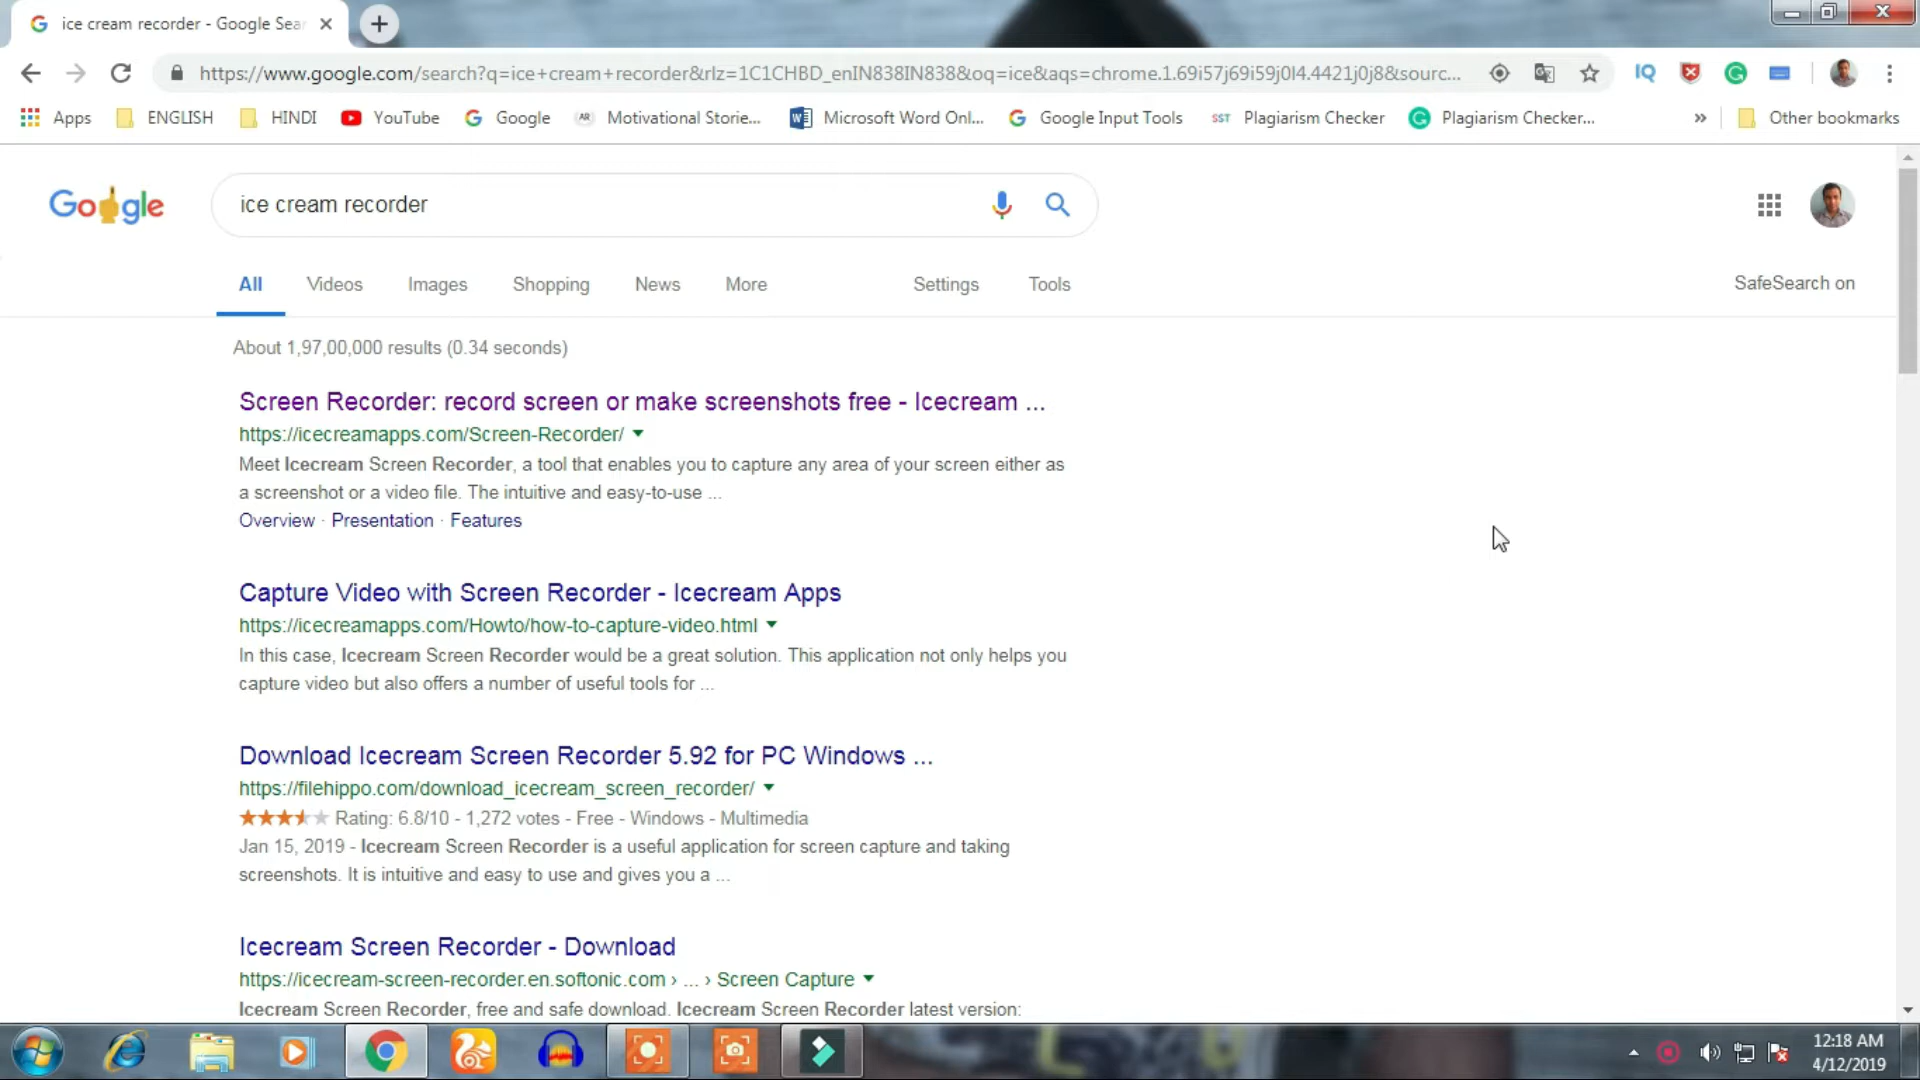 ice cream recorder - Google Sear
https://www.google.com/search?q=ice+cream+recorder&rlz=1C1CHBD_enIN838IN838&oq=ice&aqs=chrome.1.69i57j69i59j0l4.4421j0j8&sourc...
IQ
Apps ENGLISH HINDI YouTube Google Motivational Storie... Microsoft Word Onl... Google Input Tools SST Plagiarism Checker Plagiarism Checker... » Other bookmarks
Google
ice cream recorder
All Videos Images Shopping News More Settings Tools SafeSearch on
About 1,97,00,000 results (0.34 seconds)
Screen Recorder: record screen or make screenshots free - Icecream ...
https://icecreamapps.com/Screen-Recorder/
Meet Icecream Screen Recorder, a tool that enables you to capture any area of your screen either as
a screenshot or a video file. The intuitive and easy-to-use ...
Overview · Presentation · Features
Capture Video with Screen Recorder - Icecream Apps
https://icecreamapps.com/Howto/how-to-capture-video.html
In this case, Icecream Screen Recorder would be a great solution. This application not only helps you
capture video but also offers a number of useful tools for ...
Download Icecream Screen Recorder 5.92 for PC Windows ...
https://filehippo.com/download_icecream_screen_recorder/
Rating: 6.8/10 - 1,272 votes - Free - Windows - Multimedia
Jan 15, 2019 - Icecream Screen Recorder is a useful application for screen capture and taking
screenshots. It is intuitive and easy to use and gives you a ...
Icecream Screen Recorder - Download
https://icecream-screen-recorder.en.softonic.com › ... › Screen Capture
Icecream Screen Recorder, free and safe download. Icecream Screen Recorder latest version:
12:18 AM
4/12/2019